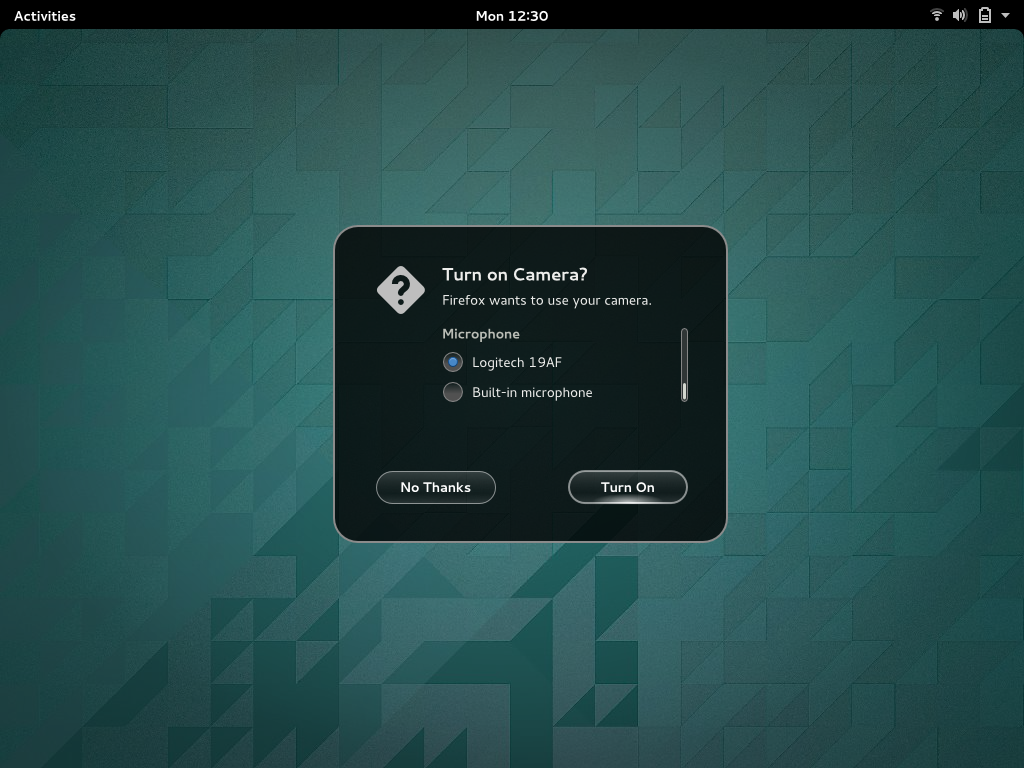 Activities
Mon 12:30
Turn on Camera?
Firefox wants to use your camera.
Microphone
Logitech 19AF
Built-in microphone
No Thanks
Turn On